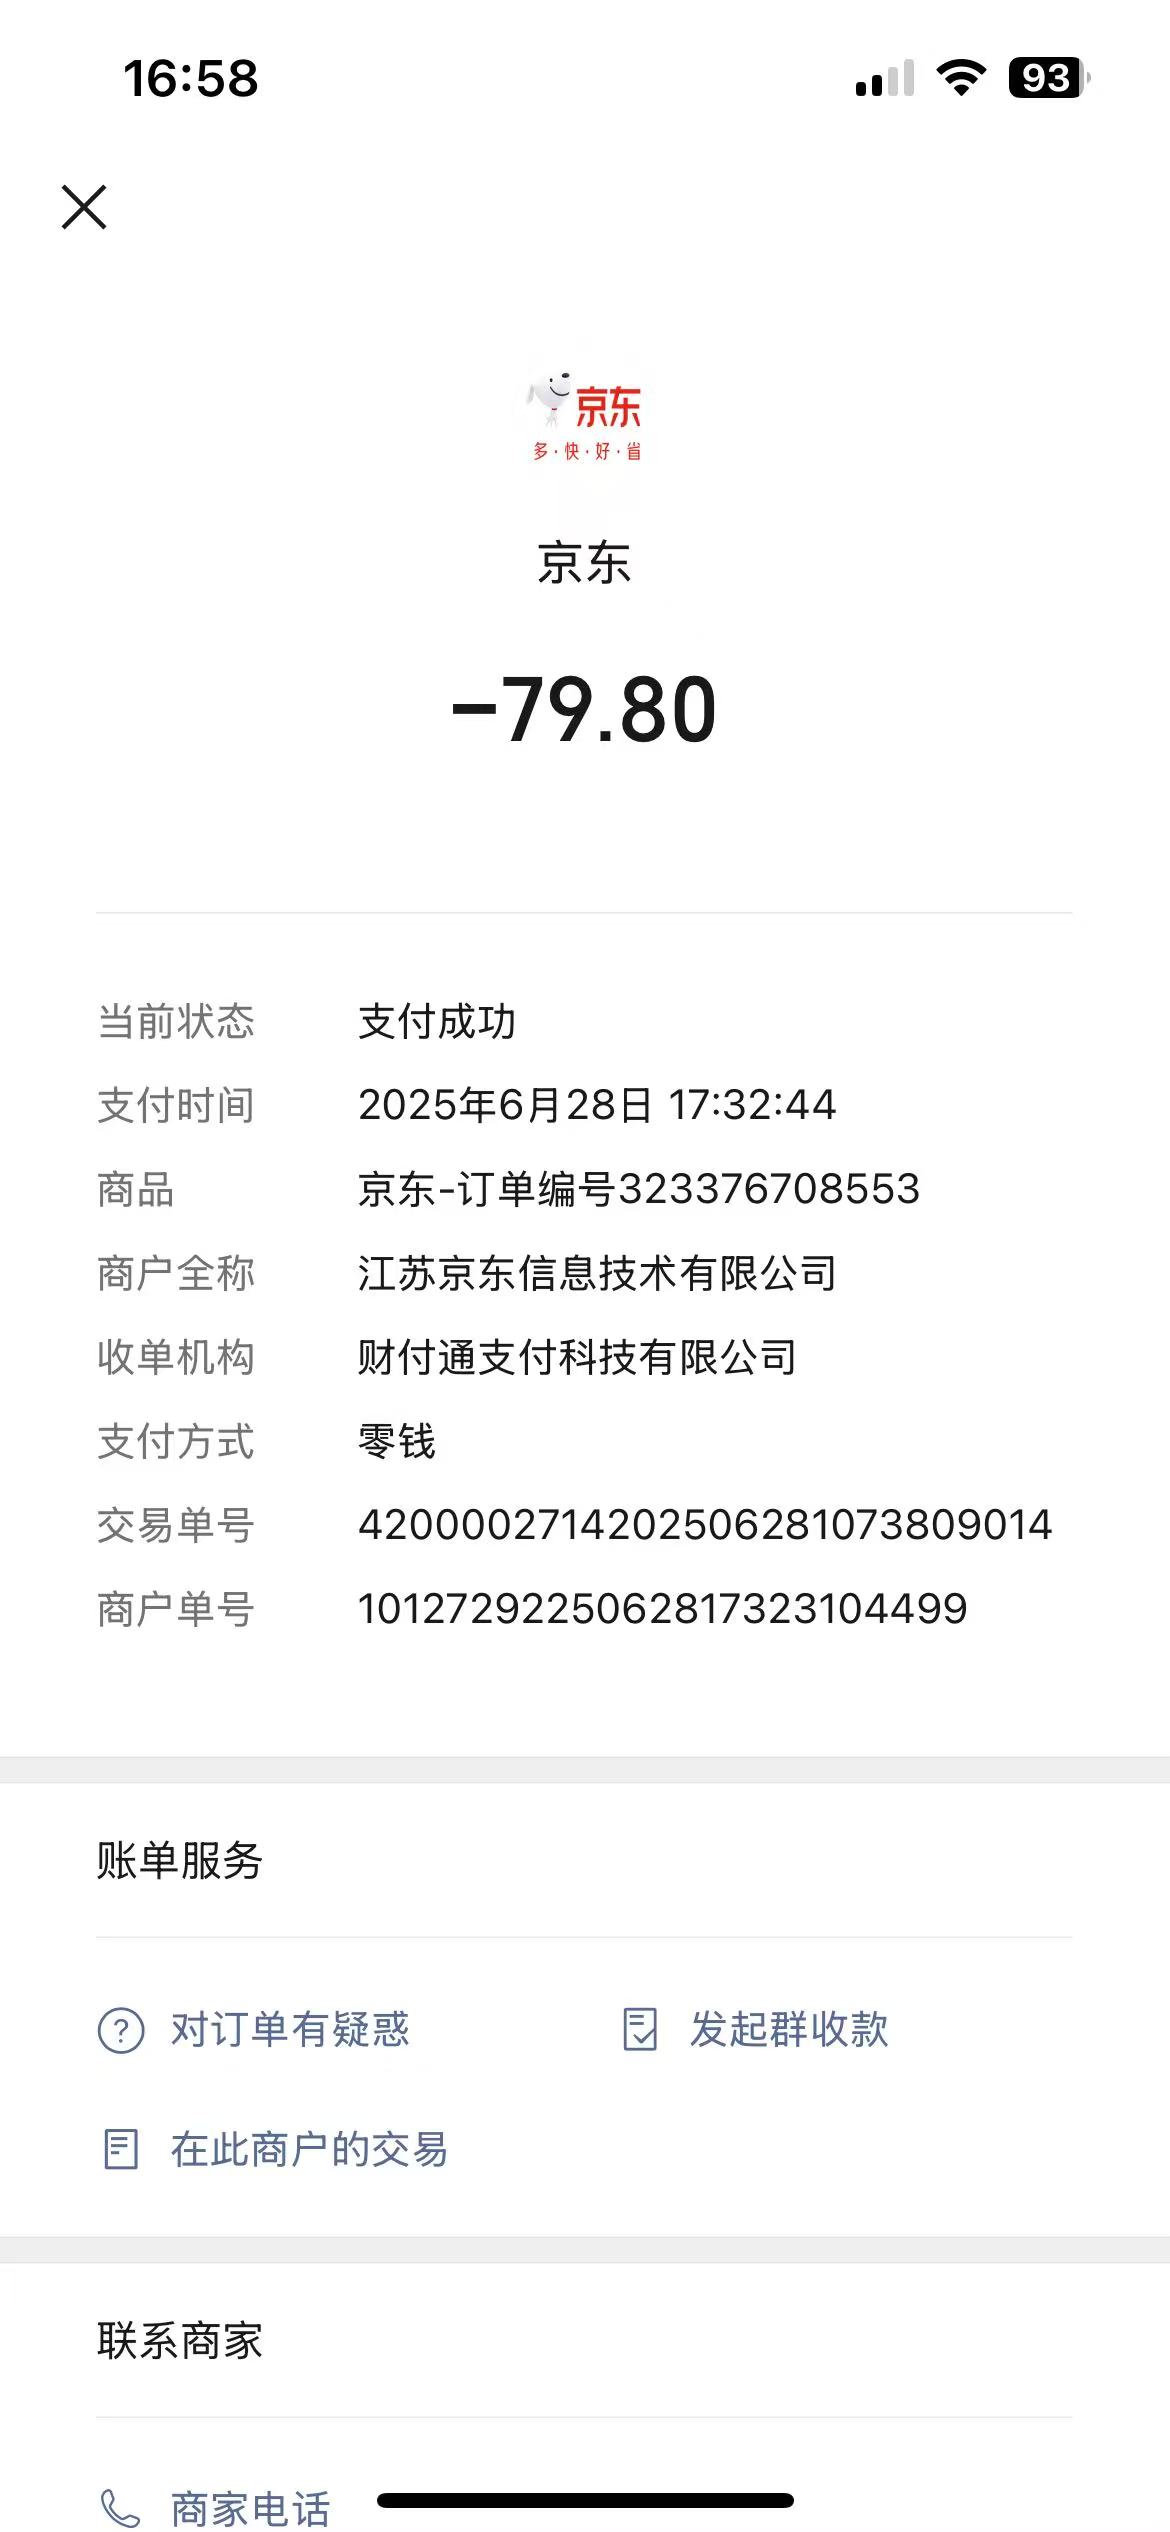 16:58
93
京东
多·快·好·省
京东
-79.80
当前状态 支付成功
支付时间 2025年6月28日 17:32:44
商品 京东-订单编号323376708553
商户全称 江苏京东信息技术有限公司
收单机构 财付通支付科技有限公司
支付方式 零钱
交易单号 4200002714202506281073809014
商户单号 1012729225062817323104499
账单服务
对订单有疑惑 发起群收款
在此商户的交易
联系商家
商家电话